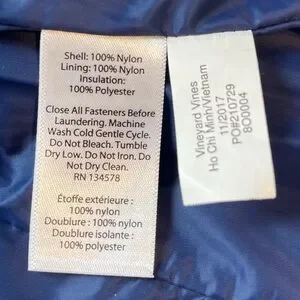 Shell: 100% Nylon
Lining: 100% Nylon
Insulation:
100% Polyester
Close All Fasteners Before
Laundering. Machine
Wash Cold Gentle Cycle.
Do Not Bleach. Tumble
Dry Low. Do Not Iron. Do
Not Dry Clean.
RN 134578
Étoffe extérieure :
100% nylon
Doublure : 100% nylon
Doublure isolante :
100% polyester
Vineyard Vines
Ho Chi Minh/Vietnam
11/2017
PO#210729
8O0004